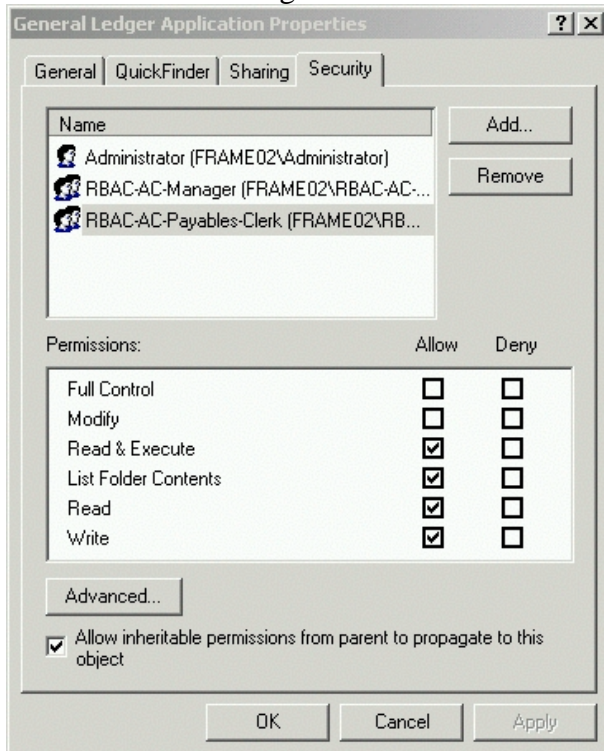 General Ledger Application Properties
General QuickFinder Sharing Security
Name
Add...
Administrator (FRAME02\Administrator)
Remove
RBAC-AC-Manager (FRAME02\RBAC-AC-...
RBAC-AC-Payables-Clerk (FRAME02\RB...
Permissions: Allow Deny
Full Control
Modify
Read & Execute
List Folder Contents
Read
Write
Advanced...
Allow inheritable permissions from parent to propagate to this
object
OK Cancel Apply